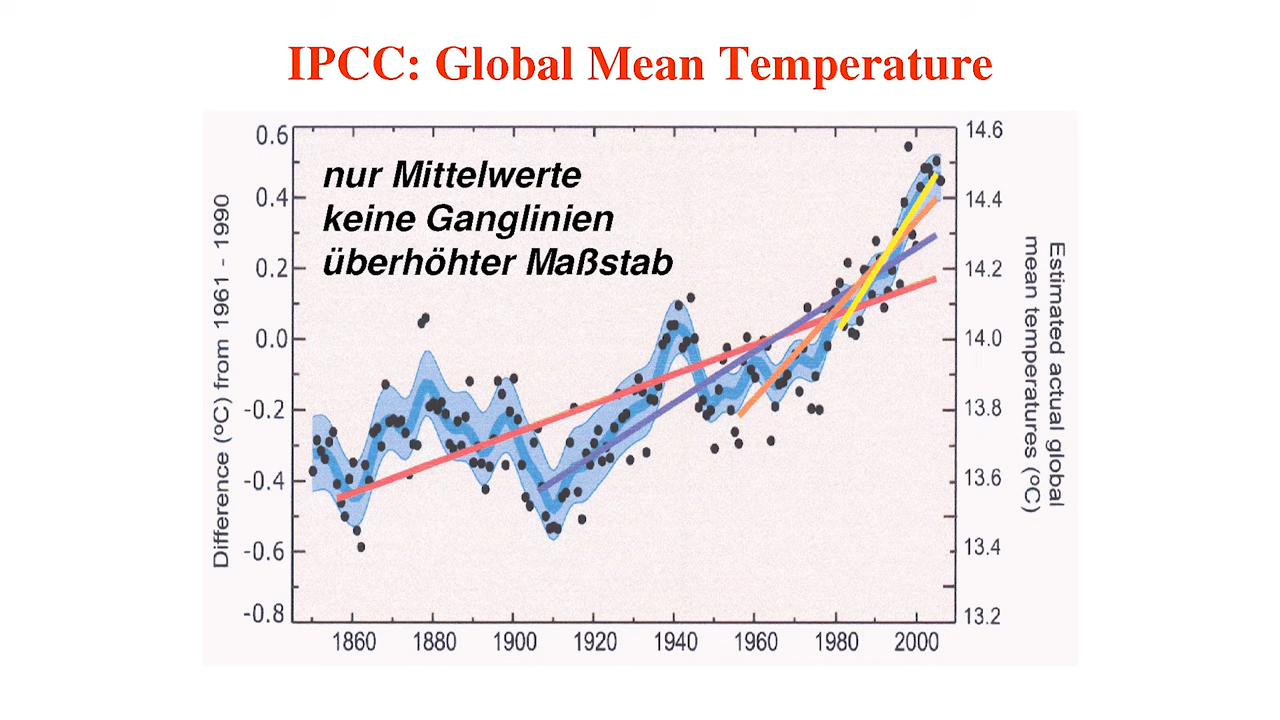 IPCC: Global Mean Temperature
nur Mittelwerte
keine Ganglinien
überhöhter Maßstab
Difference (°C) from 1961 - 1990
0.6
0.4
0.2
0.0
-0.2
-0.4
-0.6
-0.8
14.6
14.4
14.2
14.0
13.8
13.6
13.4
13.2
Estimated actual global
mean temperatures (°C)
1860 1880 1900 1920 1940 1960 1980 2000